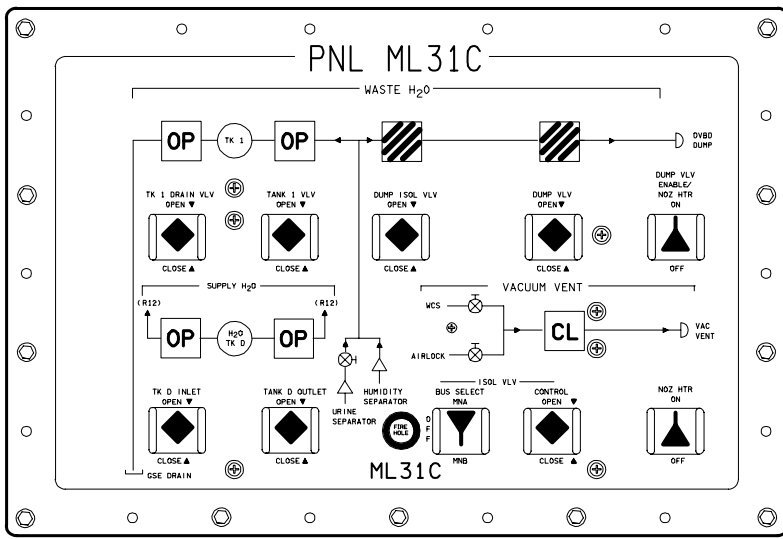 PNL ML31C
WASTE H2O
OP
TK 1
OP
OVBD
DUMP
TK 1 DRAIN VLV
OPEN ▼
CLOSE ▲
TANK 1 VLV
OPEN ▼
CLOSE ▲
DUMP ISOL VLV
OPEN ▼
CLOSE ▲
DUMP VLV
OPEN ▼
CLOSE ▲
DUMP VLV
ENABLE/
NOZ HTR
ON
OFF
SUPPLY H2O
(R12)
(R12)
OP
H2O
TK D
OP
VACUUM VENT
WCS
AIRLOCK
CL
VAC
VENT
URINE
SEPARATOR
HUMIDITY
SEPARATOR
TK D INLET
OPEN ▼
CLOSE ▲
TANK D OUTLET
OPEN ▼
CLOSE ▲
FIRE
HOLE
ISOL VLV
BUS SELECT
MNA
OFF
MNB
CONTROL
OPEN ▼
CLOSE ▲
NOZ HTR
ON
OFF
GSE DRAIN
ML31C